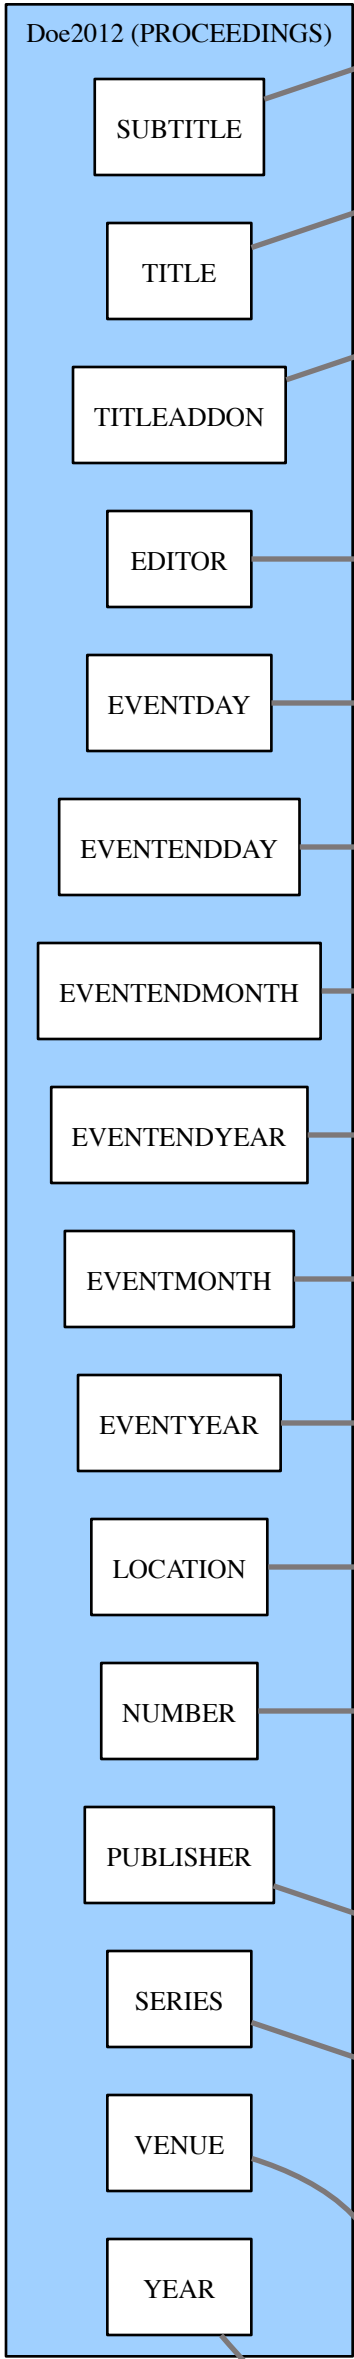 Doe2012 (PROCEEDINGS)
SUBTITLE
TITLE
TITLEADDON
EDITOR
EVENTDAY
EVENTENDDAY
EVENTENDMONTH
EVENTENDYEAR
EVENTMONTH
EVENTYEAR
LOCATION
NUMBER
PUBLISHER
SERIES
VENUE
YEAR